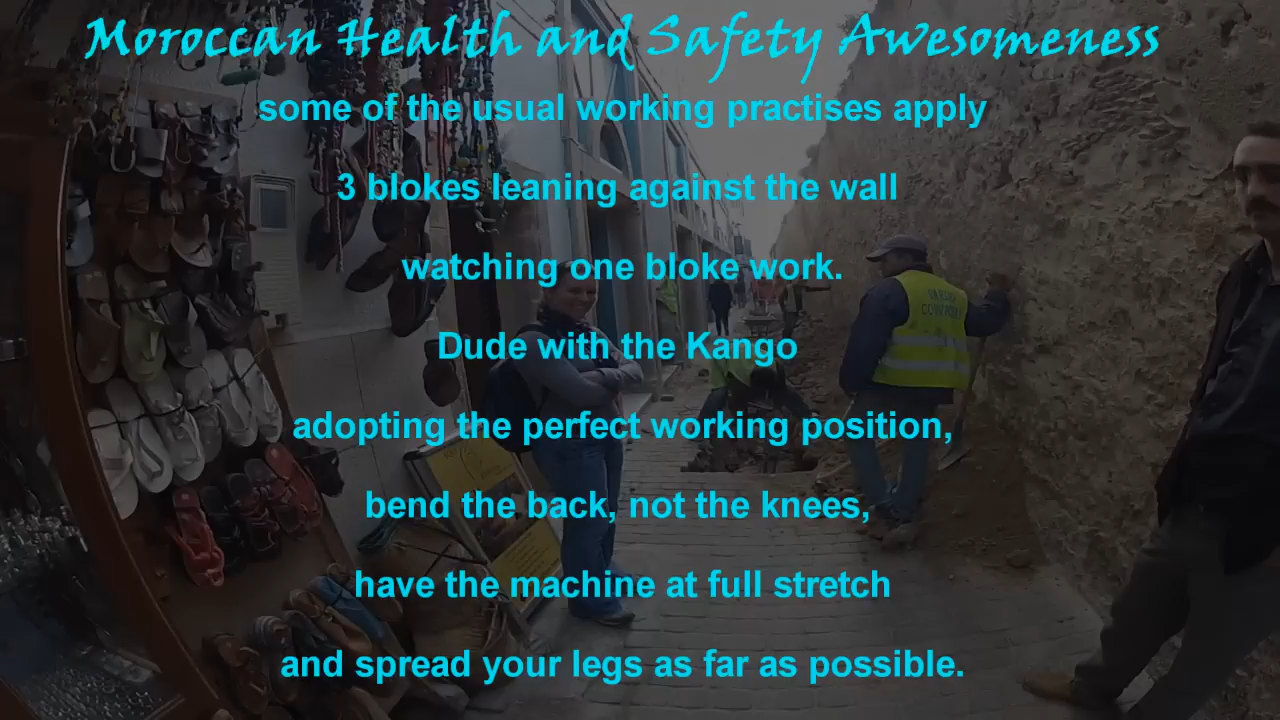 Moroccan Health and Safety Awesomeness
some of the usual working practises apply
3 blokes leaning against the wall
watching one bloke work.
Dude with the Kango
adopting the perfect working position,
bend the back, not the knees,
have the machine at full stretch
and spread your legs as far as possible.